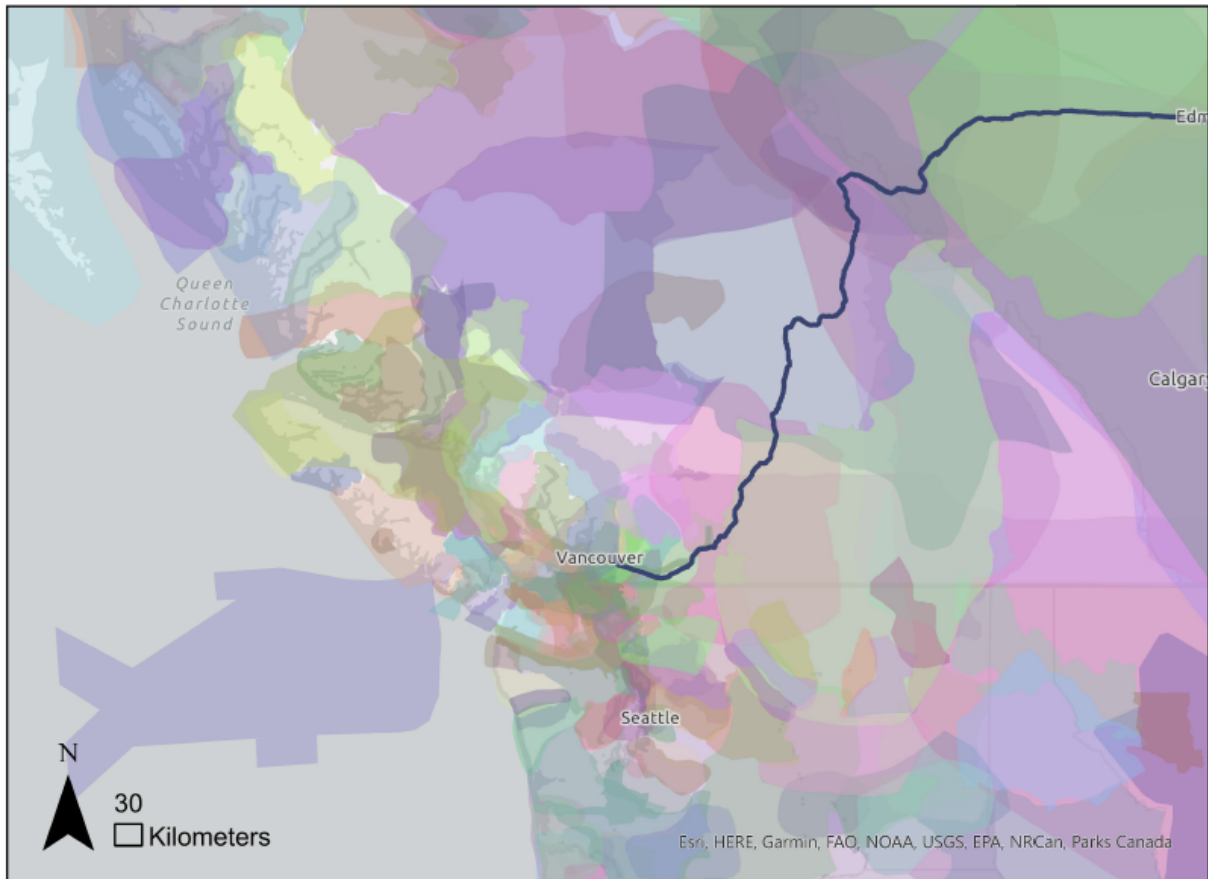 Edm
Queen
Charlotte
Sound
Calgary
Vancouver
Seattle
N
30
Kilometers
Esri, HERE, Garmin, FAO, NOAA, USGS, EPA, NRCan, Parks Canada